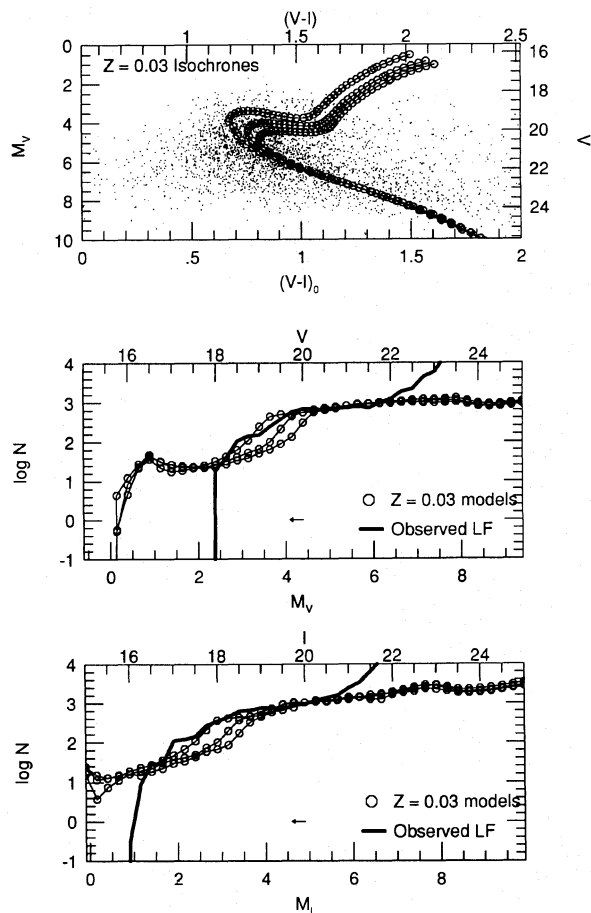 (V-I)
1 1.5 2 2.5
0 Z = 0.03 Isochrones 16
2 18
M_V 4 20 V
6 22
8 24
10
0 .5 1 1.5 2
(V-I)₀
V
16 18 20 22 24
4
3
2
log N
1
0
-1
○ Z = 0.03 models
Observed LF
←
0 2 4 6 8
M_V
I
16 18 20 22 24
4
3
2
log N
1
0
-1
○ Z = 0.03 models
Observed LF
←
0 2 4 6 8
M_I